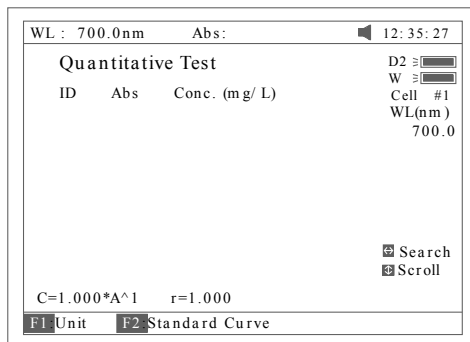 WL: 700.0nm Abs: 12:35:27
Quantitative Test
D2
W
ID Abs Conc. (mg/L)
Cell #1
WL(nm)
700.0
Search
Scroll
C=1.000*A^1 r=1.000
F1:Unit F2:Standard Curve